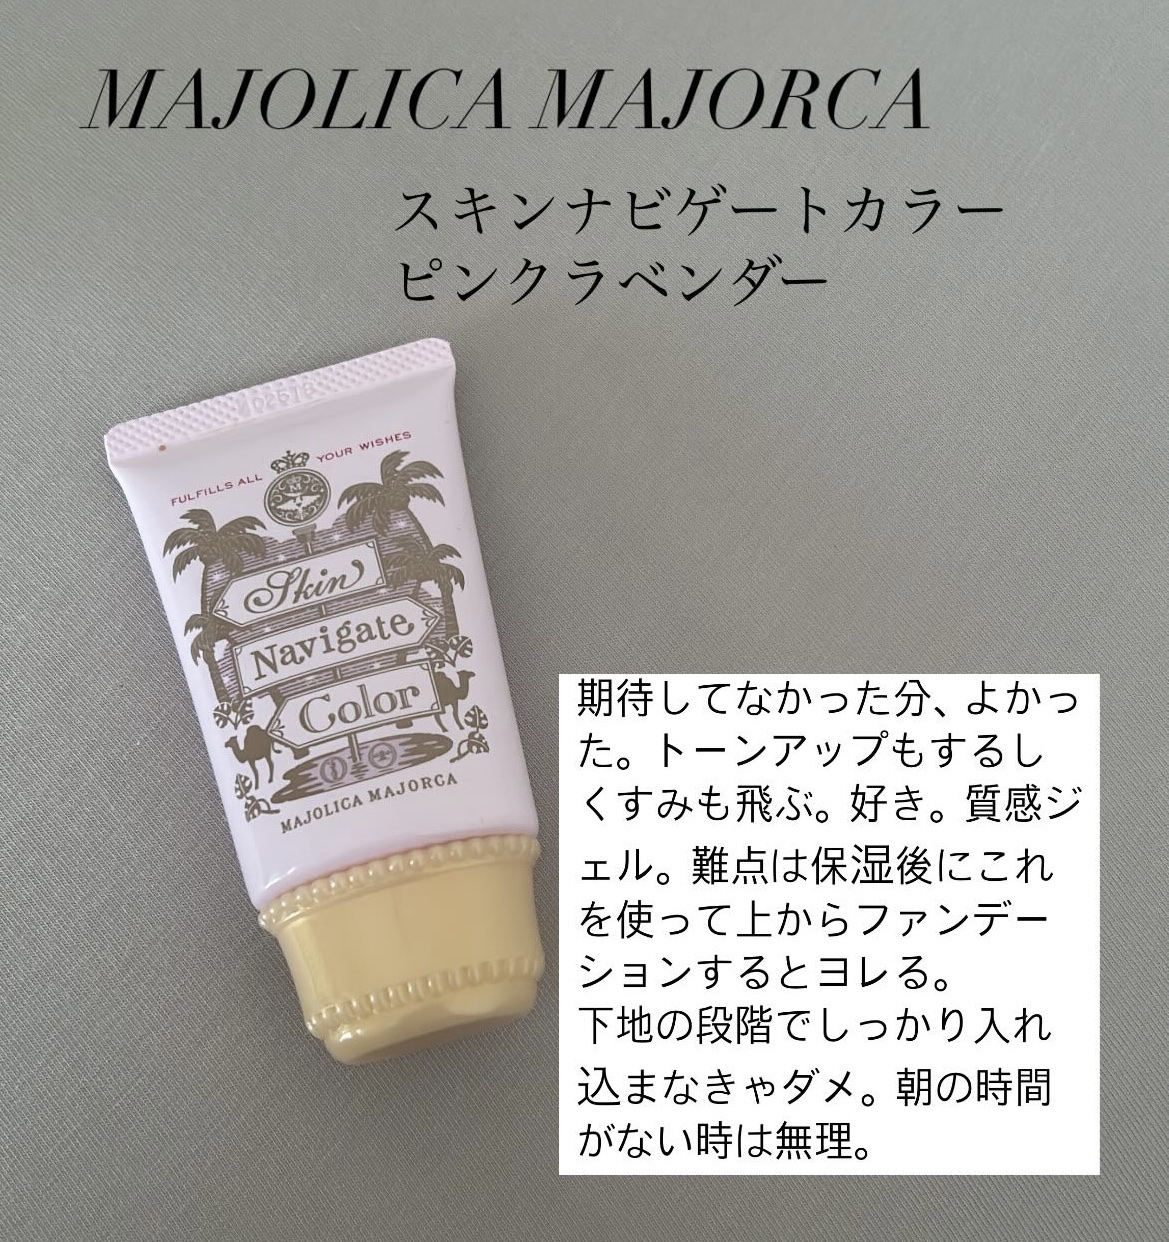 MAJOLICA MAJORCA
スキンナビゲートカラー
ピンクラベンダー
FULFILLS ALL YOUR WISHES
Skin
Navigate
Color
MAJOLICA MAJORCA
期待してなかった分、よかっ
た。トーンアップもするし
くすみも飛ぶ。好き。質感ジ
ェル。難点は保湿後にこれ
を使って上からファンデー
ションするとヨレる。
下地の段階でしっかり入れ
込まなきゃダメ。朝の時間
がない時は無理。